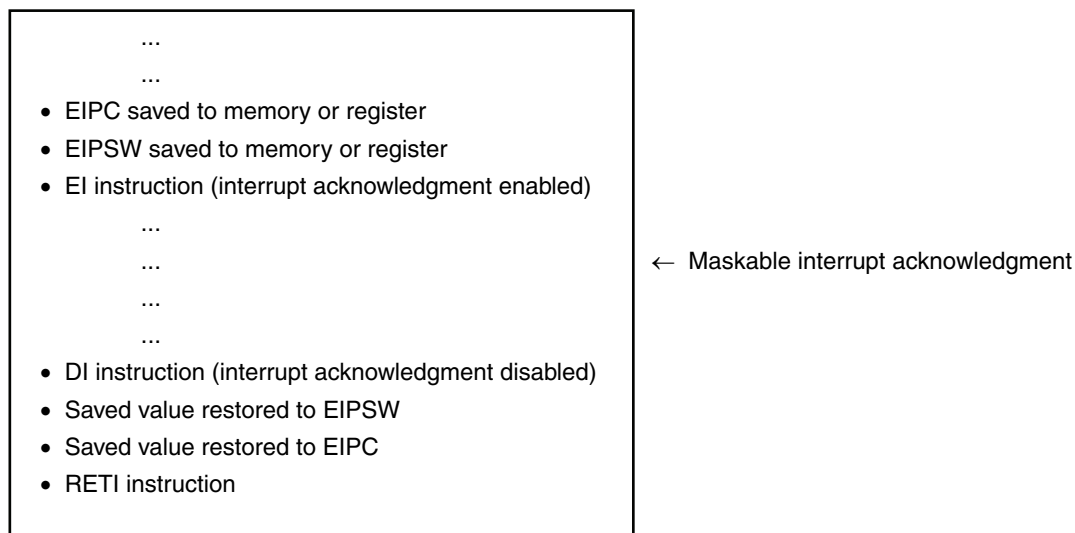 ...
...
• EIPC saved to memory or register
• EIPSW saved to memory or register
• EI instruction (interrupt acknowledgment enabled)
...
...
← Maskable interrupt acknowledgment
...
...
• DI instruction (interrupt acknowledgment disabled)
• Saved value restored to EIPSW
• Saved value restored to EIPC
• RETI instruction